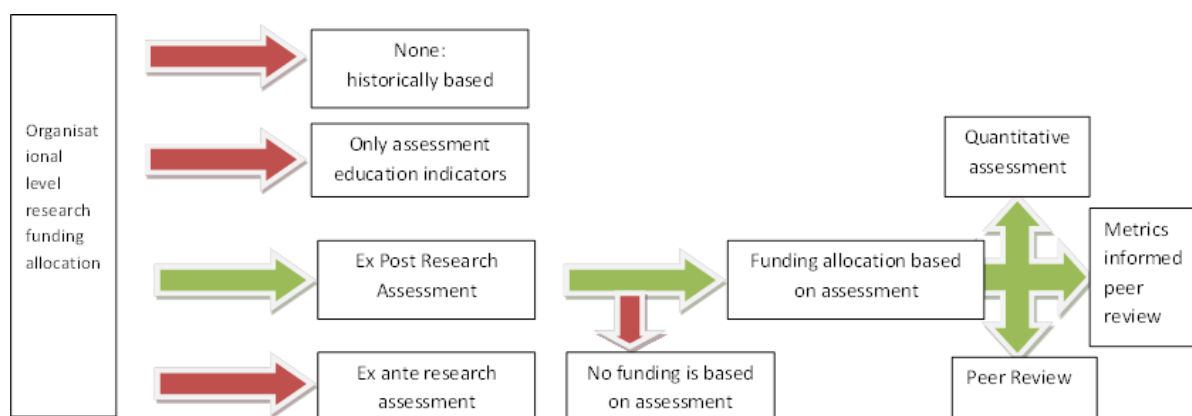 Organisat
ional
level
research
funding
allocation
None:
historically based
Only assessment
education indicators
Ex Post Research
Assessment
Ex ante research
assessment
Funding allocation based
on assessment
No funding is based
on assessment
Quantitative
assessment
Metrics
informed
peer
review
Peer Review